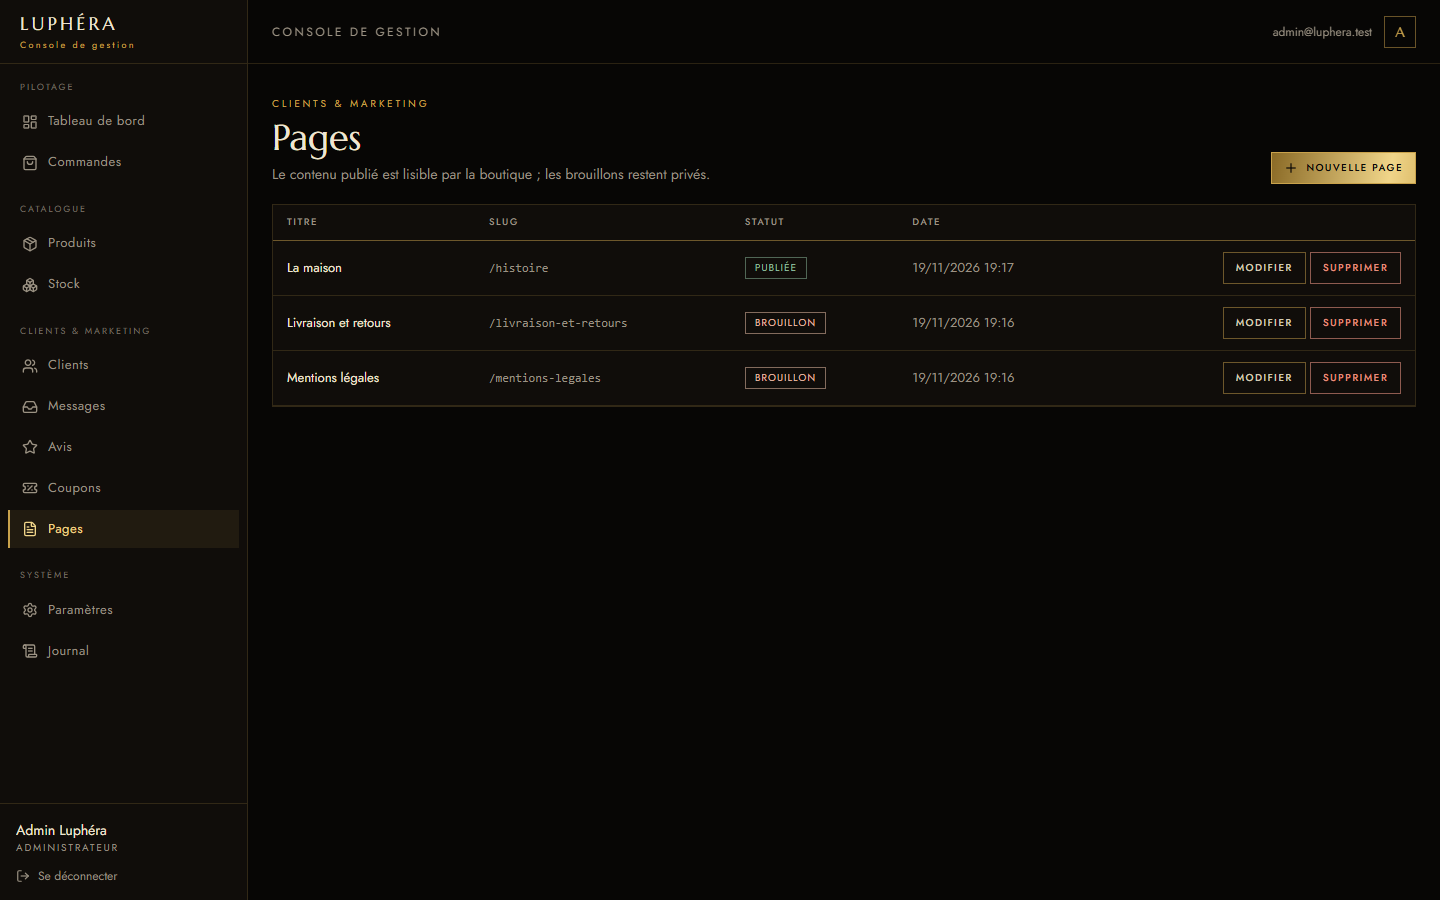 LUPHÉRA
Console de gestion
PILOTAGE
Tableau de bord
Commandes
CATALOGUE
Produits
Stock
CLIENTS & MARKETING
Clients
Messages
Avis
Coupons
Pages
SYSTÈME
Paramètres
Journal
Admin Luphéra
ADMINISTRATEUR
Se déconnecter
CONSOLE DE GESTION
admin@luphera.test
A
CLIENTS & MARKETING
Pages
Le contenu publié est lisible par la boutique ; les brouillons restent privés.
NOUVELLE PAGE
TITRE SLUG STATUT DATE
La maison /histoire PUBLIÉE 19/11/2026 19:17 MODIFIER SUPPRIMER
Livraison et retours /livraison-et-retours BROUILLON 19/11/2026 19:16 MODIFIER SUPPRIMER
Mentions légales /mentions-legales BROUILLON 19/11/2026 19:16 MODIFIER SUPPRIMER